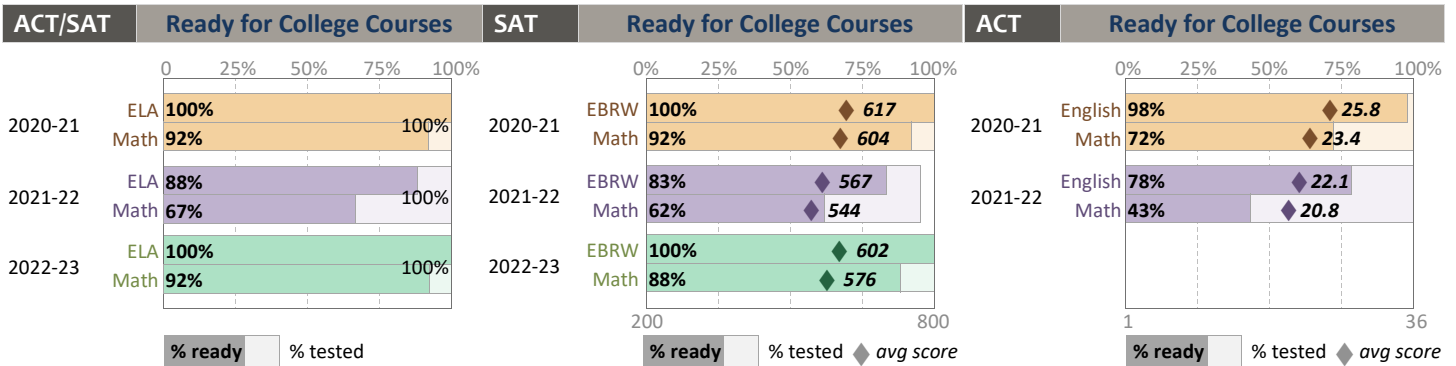 ACT/SAT Ready for College Courses
0 25% 50% 75% 100%
2020-21
ELA 100%
Math 92%
100%
2021-22
ELA 88%
Math 67%
100%
2022-23
ELA 100%
Math 92%
100%
% ready % tested
SAT Ready for College Courses
0% 25% 50% 75% 100%
2020-21
EBRW 100% 617
Math 92% 604
2021-22
EBRW 83% 567
Math 62% 544
2022-23
EBRW 100% 602
Math 88% 576
200 800
% ready % tested avg score
ACT Ready for College Courses
0% 25% 50% 75% 100%
2020-21
English 98% 25.8
Math 72% 23.4
2021-22
English 78% 22.1
Math 43% 20.8
1 36
% ready % tested avg score